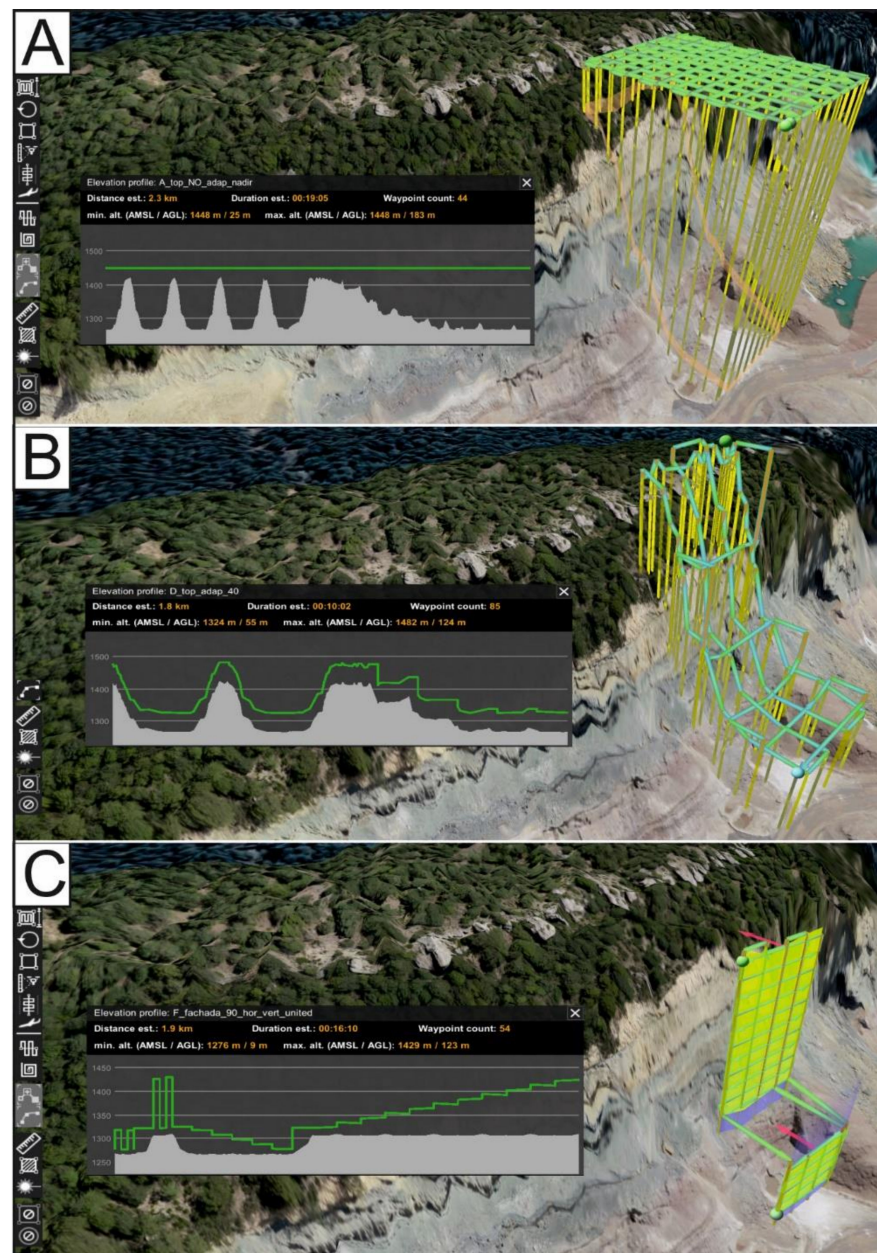 A
Elevation profile: A_top_NO_adap_nadir
Distance est.: 2.3 km Duration est.: 00:19:05 Waypoint count: 44
min. alt. (AMSL / AGL): 1448 m / 25 m max. alt. (AMSL / AGL): 1448 m / 183 m
1500
1400
1300
B
Elevation profile: D_top_adap_40
Distance est.: 1.8 km Duration est.: 00:10:02 Waypoint count: 85
min. alt. (AMSL / AGL): 1324 m / 55 m max. alt. (AMSL / AGL): 1482 m / 124 m
1500
1400
1300
C
Elevation profile: F_fachada_90_hor_vert_united
Distance est.: 1.9 km Duration est.: 00:16:10 Waypoint count: 54
min. alt. (AMSL / AGL): 1276 m / 9 m max. alt. (AMSL / AGL): 1429 m / 123 m
1450
1400
1350
1300
1250